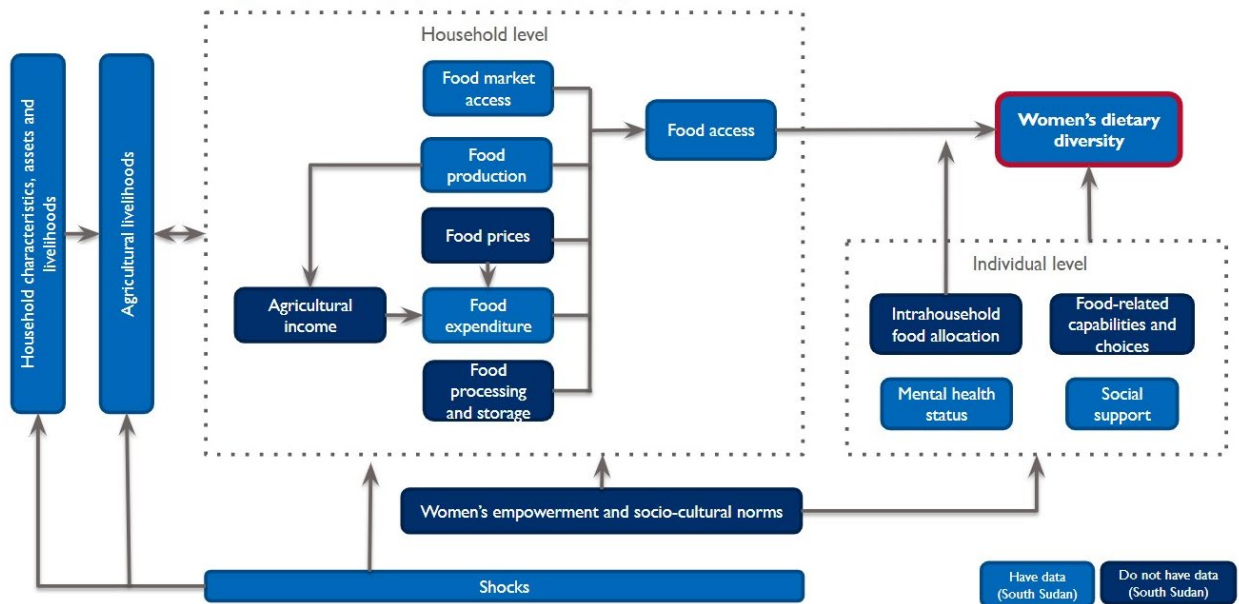 Household level
Household characteristics, assets and
livelihoods
Agricultural livelihoods
Food market
access
Food
production
Food prices
Agricultural
income
Food
expenditure
Food
processing
and storage
Food access
Women's dietary
diversity
Individual level
Intrahousehold
food allocation
Food-related
capabilities and
choices
Mental health
status
Social
support
Women's empowerment and socio-cultural norms
Shocks
Have data
(South Sudan)
Do not have data
(South Sudan)